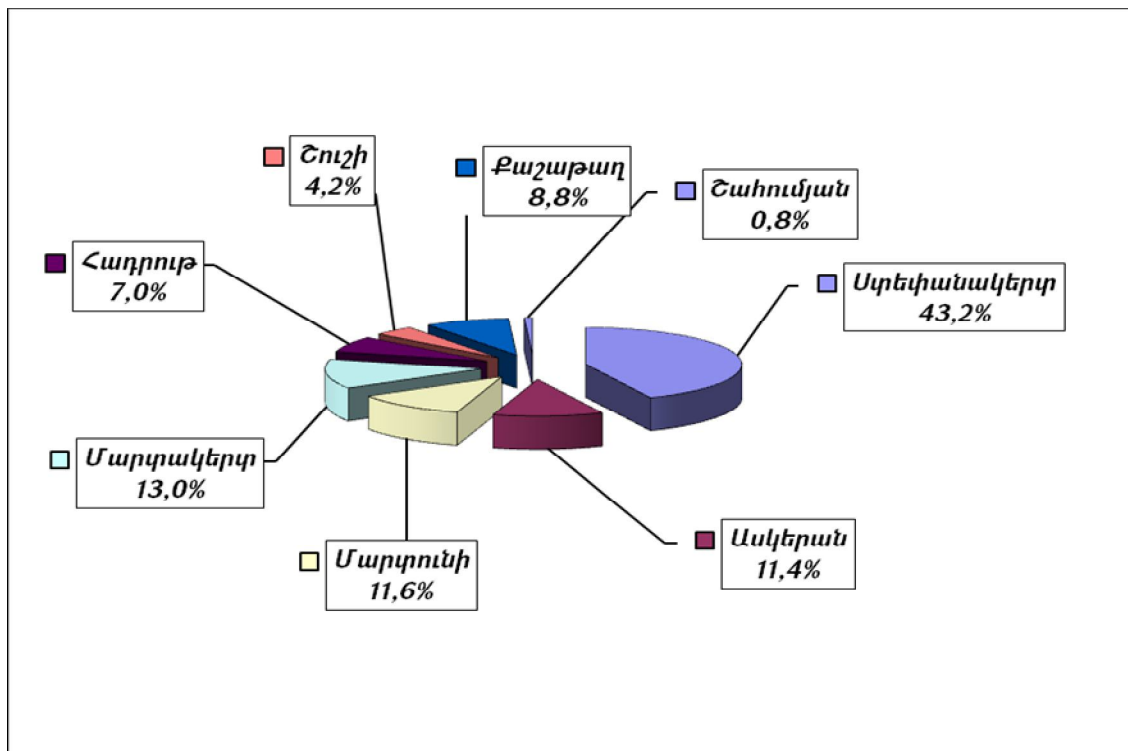 Շուշի
4,2%
Քաշաթաղ
8,8%
Շահումյան
0,8%
Հադրութ
7,0%
Ստեփանակերտ
43,2%
Մարտակերտ
13,0%
Մարտունի
11,6%
Ասկերան
11,4%